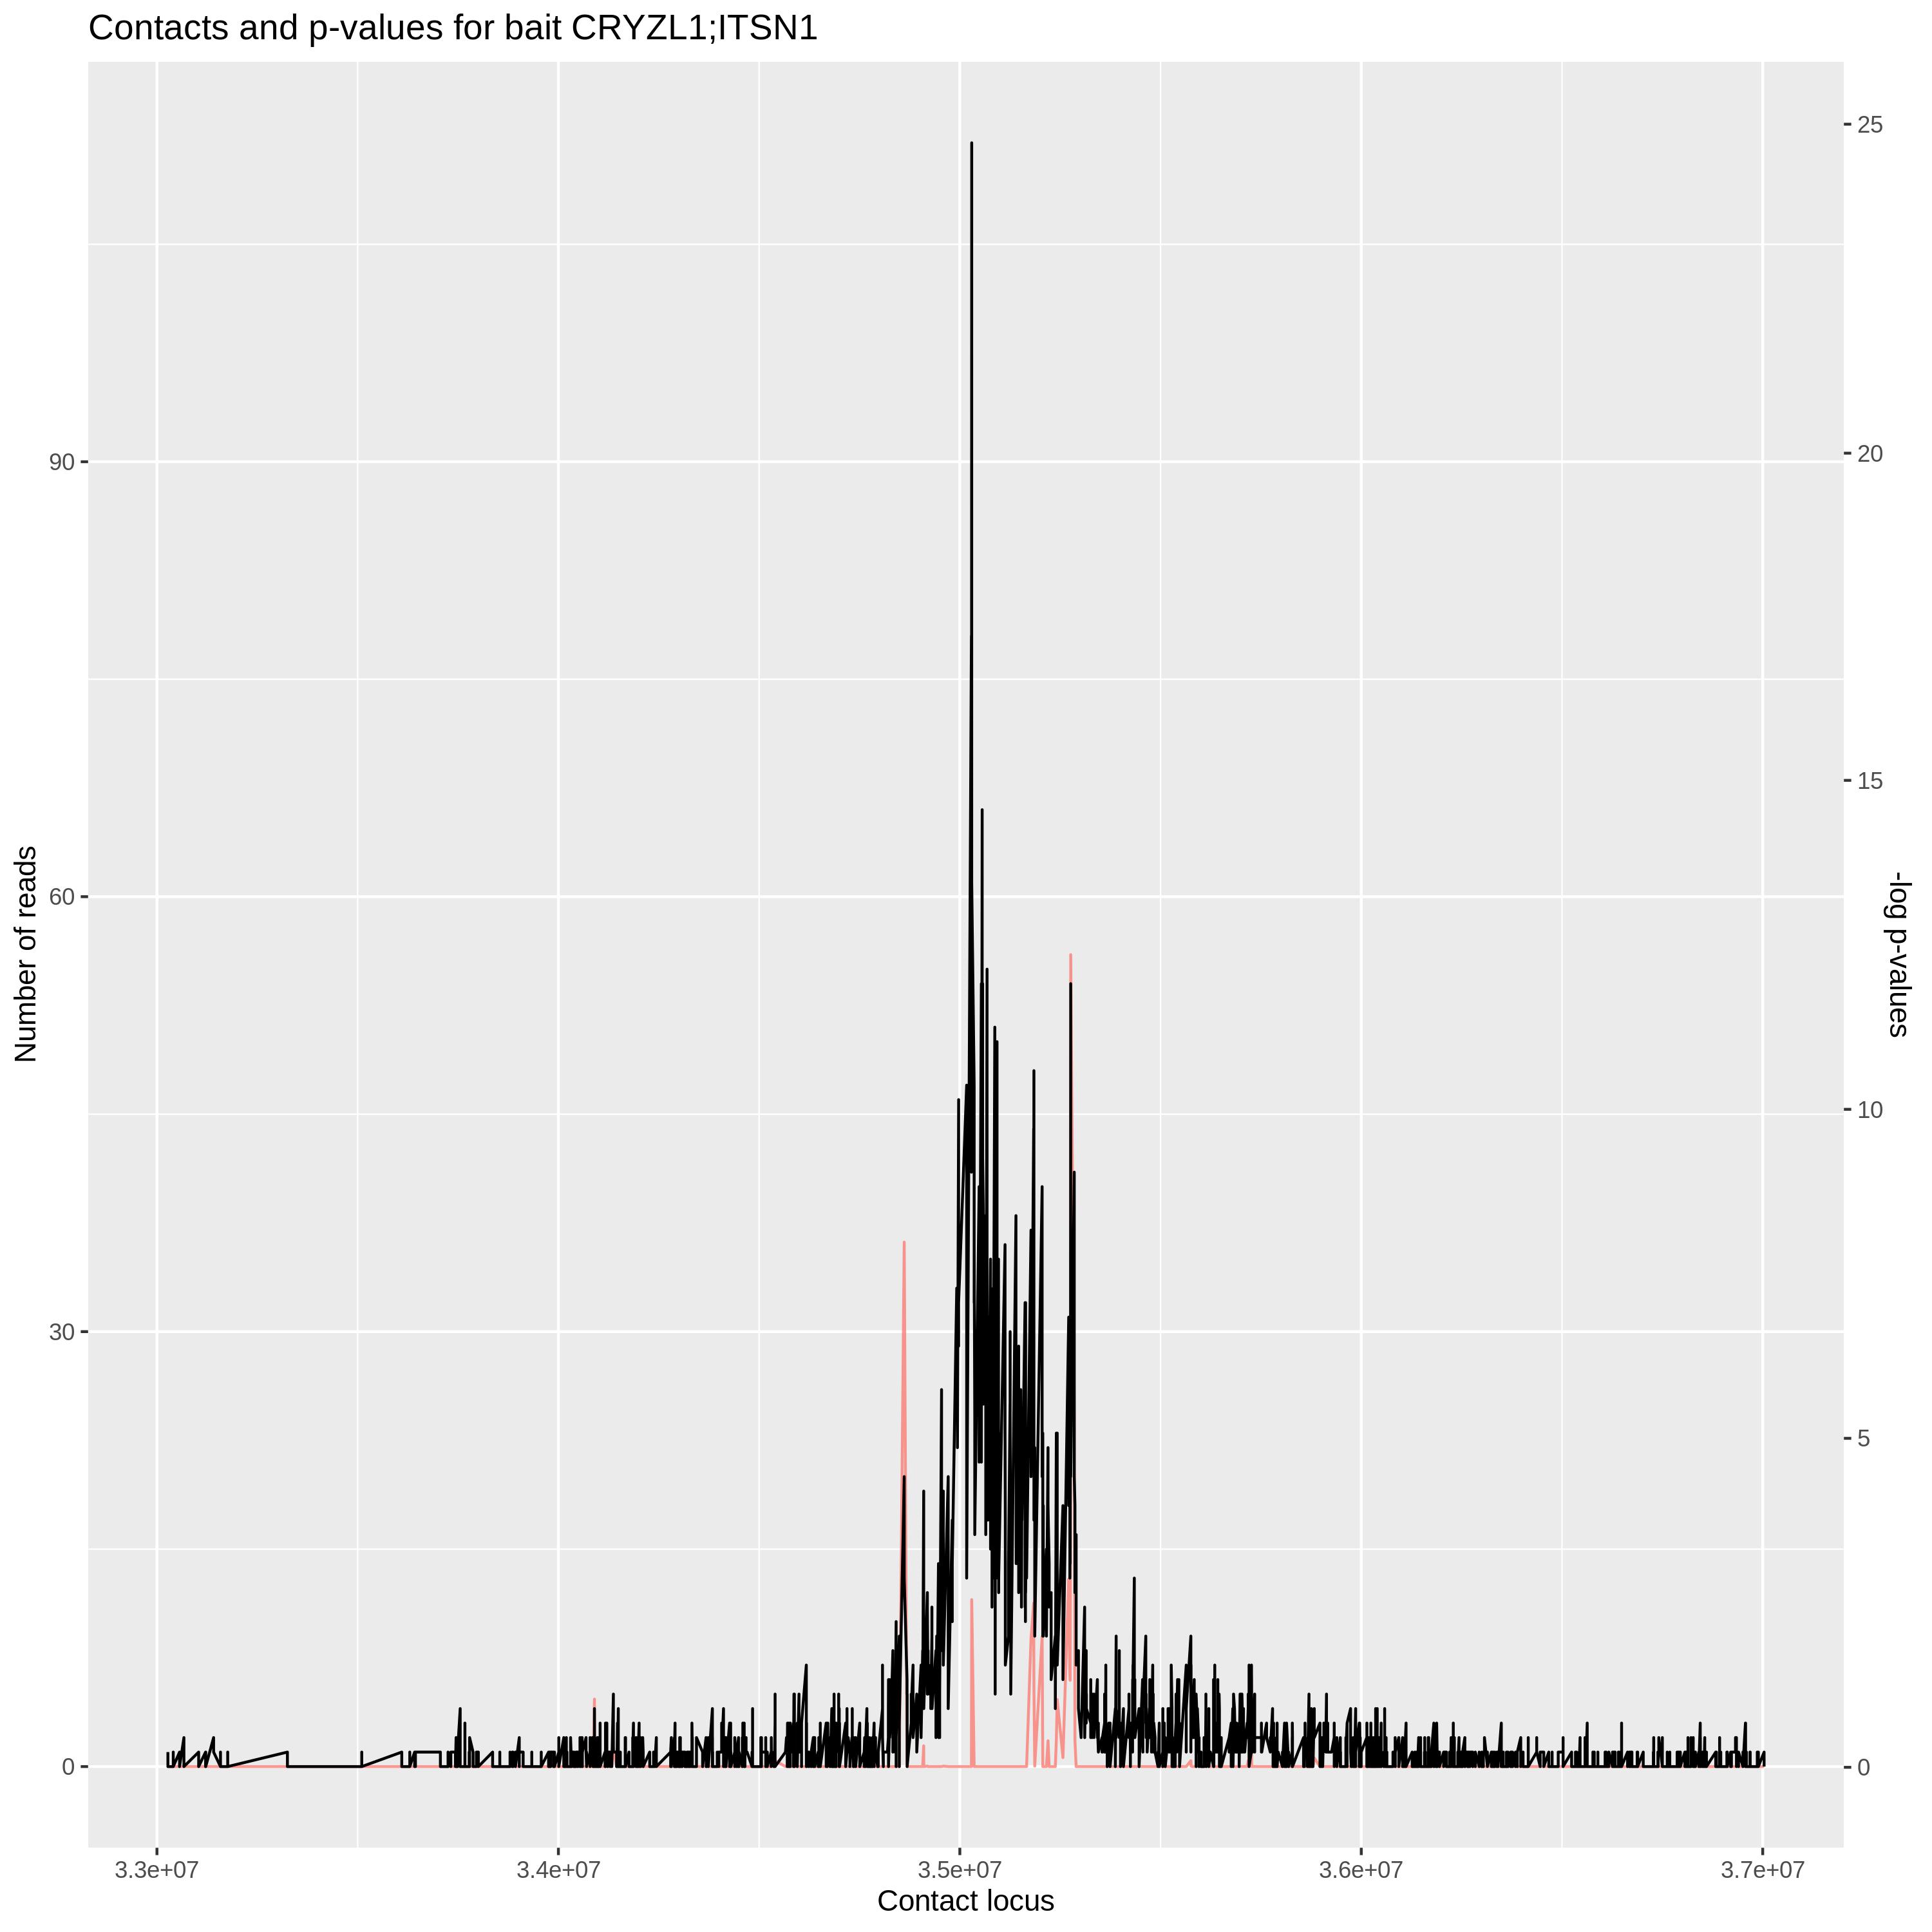 Contacts and p-values for bait CRYZL1;ITSN1
25
90
20
15
Number of reads
60
-log p-values
10
30
5
0
0
3.3e+07
3.4e+07
3.5e+07
3.6e+07
3.7e+07
Contact locus